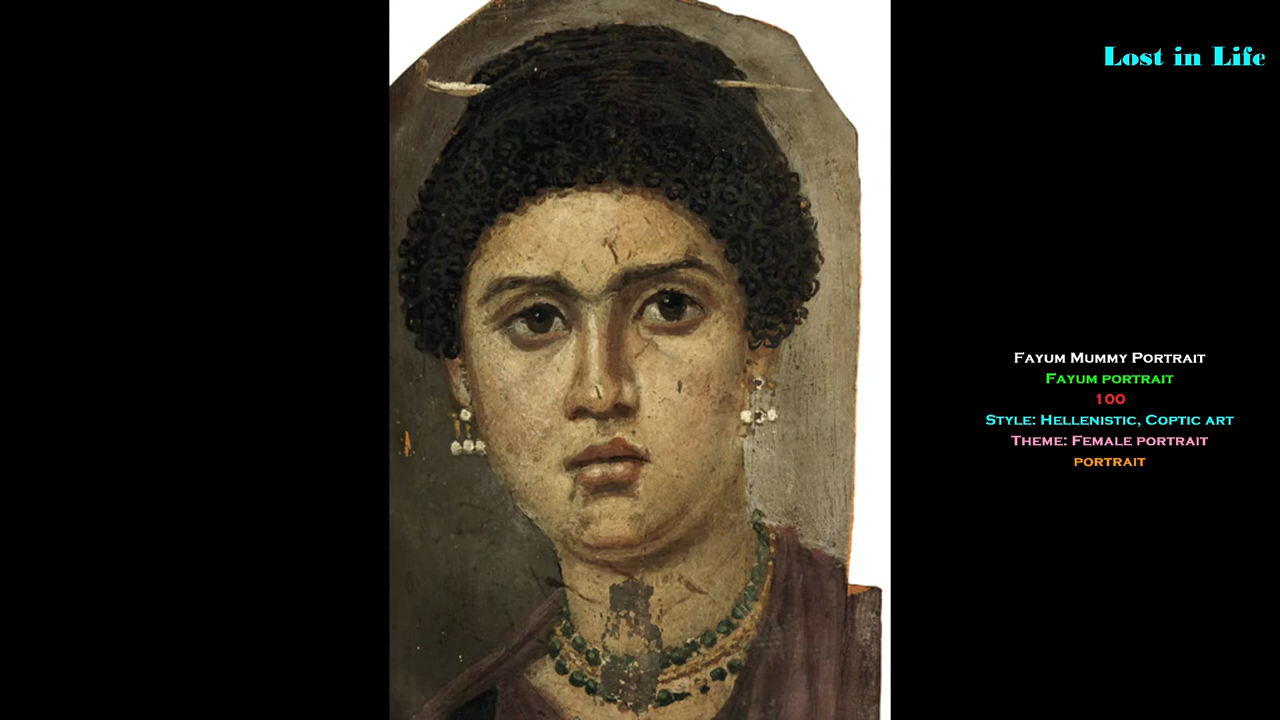 Lost in Life
Fayum Mummy Portrait
Fayum portrait
100
Style: Hellenistic, Coptic art
Theme: Female portrait
portrait